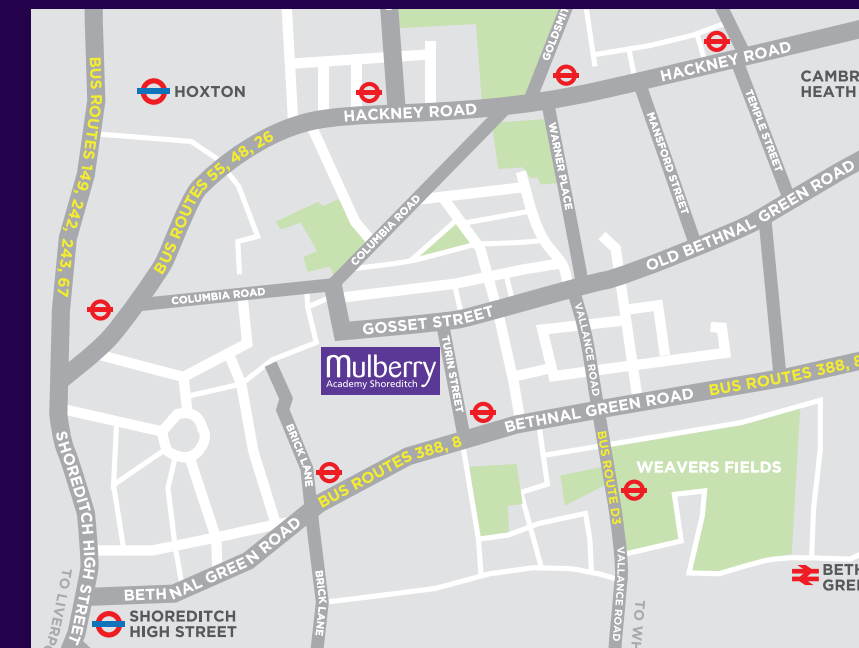 GOLDSMIT
HACKNEY ROAD
CAMBR
HEATH
HOXTON
HACKNEY ROAD
BUS ROUTES 149, 242, 243, 67
BUS ROUTES 55, 48, 26
WARNER PLACE
MANSFORD STREET
TEMPLE STREET
COLUMBIA ROAD
OLD BETHNAL GREEN ROAD
COLUMBIA ROAD
GOSSET STREET
VALLANCE ROAD
TURIN STREET
Mulberry
Academy Shoreditch
BUS ROUTES 388, 8
BETHNAL GREEN ROAD
BUS ROUTES 388, 8
BRICK LANE
BUS ROUTE D3
WEAVERS FIELDS
SHOREDITCH HIGH STREET
BETHNAL GREEN ROAD
VALLANCE ROAD
BRICK LANE
BETH
GREE
TO LIVERPO
SHOREDITCH
HIGH STREET
TO WH